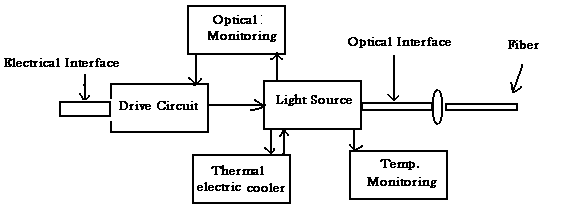 Optical :
Monitoring
Optical Interface
Fiber
Electrical Interface
Drive Circuit
Light Source
Thermal
electric cooler
Temp.
Monitoring